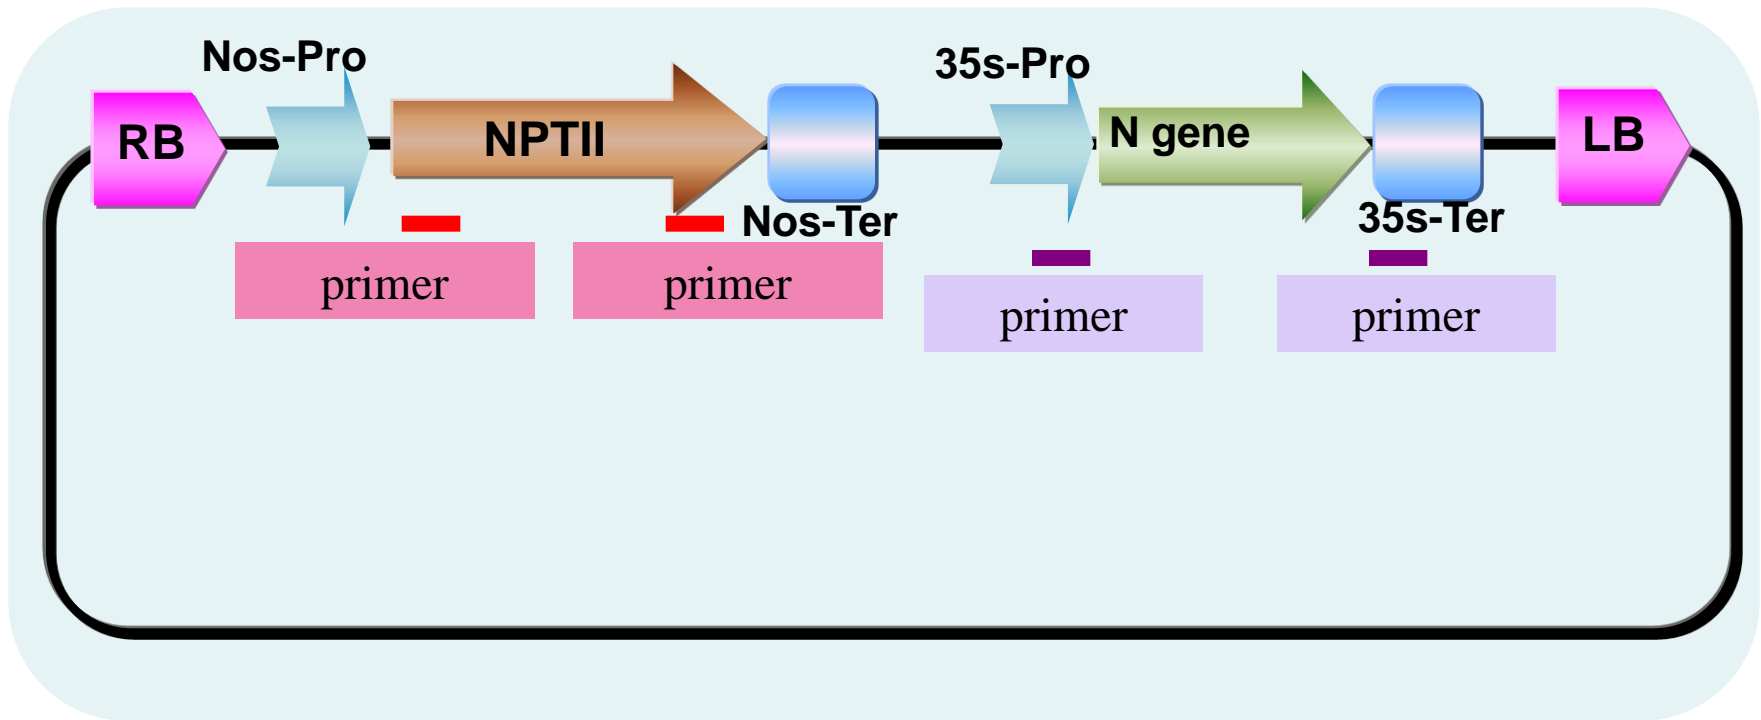 Nos-Pro
35s-Pro
RB
NPTII
N gene
LB
Nos-Ter
35s-Ter
primer
primer
primer
primer